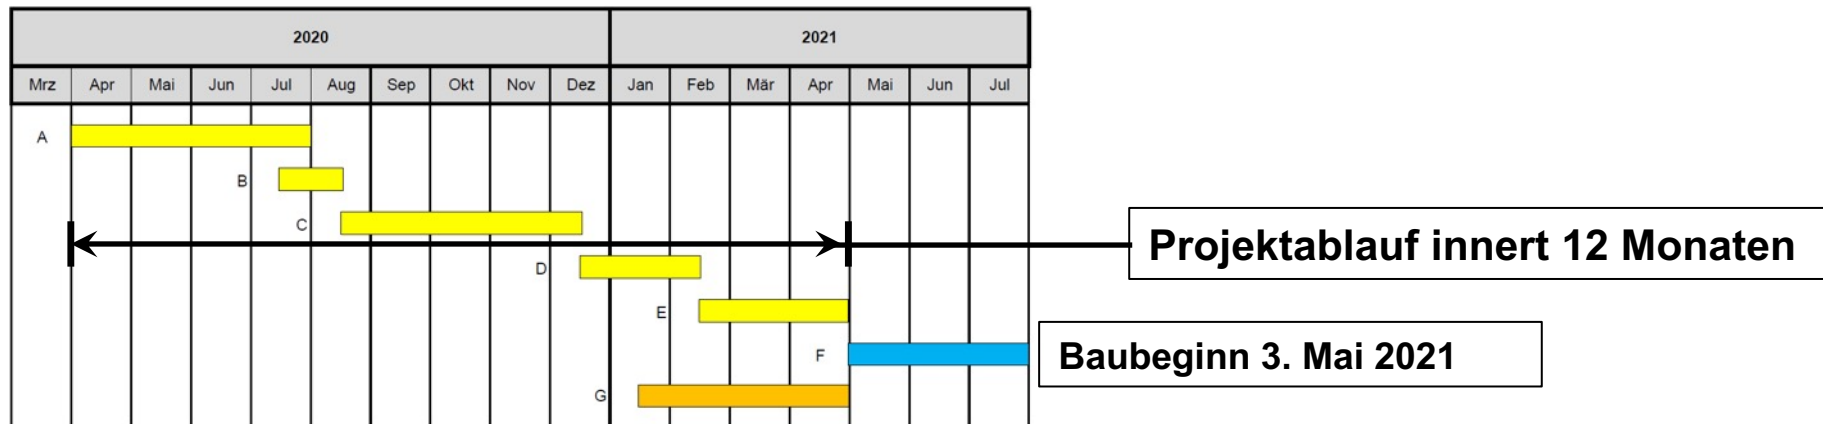 2020 2021
Mrz Apr Mai Jun Jul Aug Sep Okt Nov Dez Jan Feb Mär Apr Mai Jun Jul
A
B
C
Projektablauf innert 12 Monaten
D
E
F
Baubeginn 3. Mai 2021
G